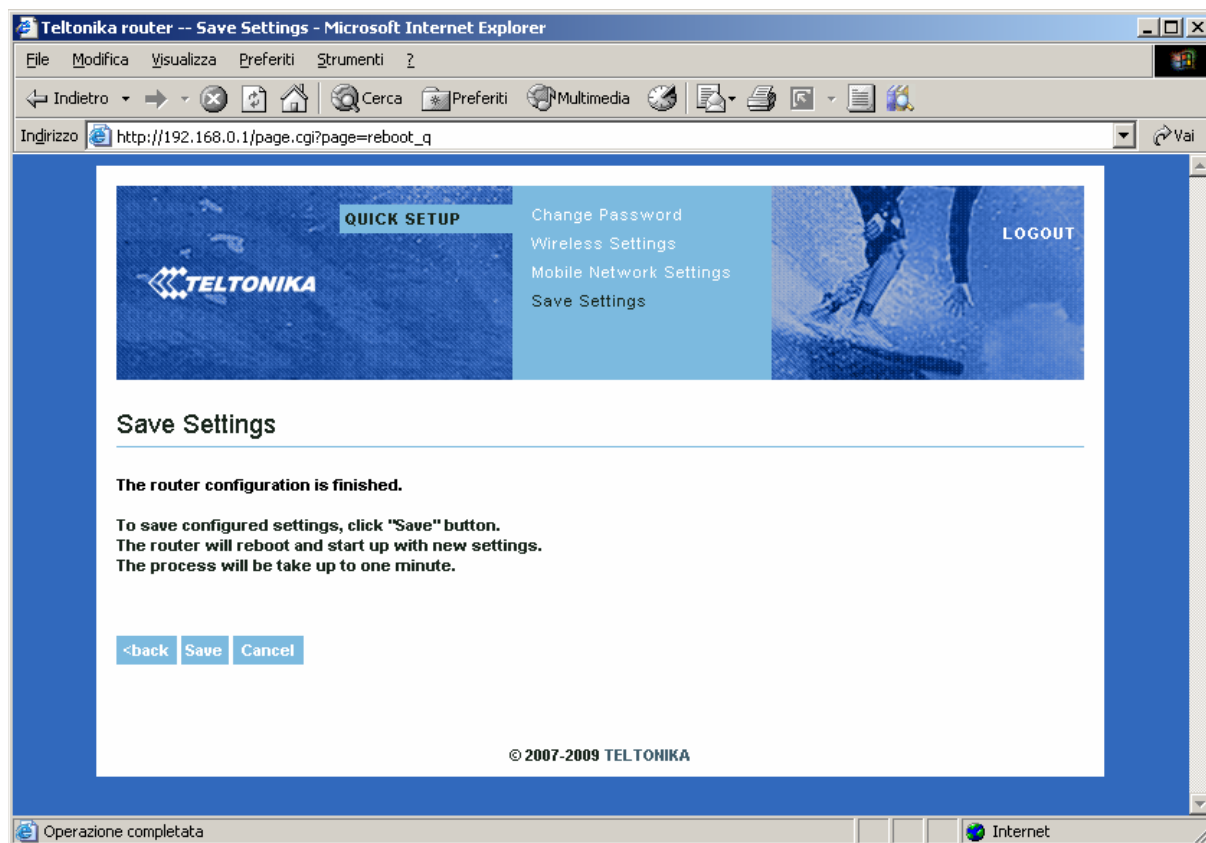 Teltonika router -- Save Settings - Microsoft Internet Explorer
File Modifica Visualizza Preferiti Strumenti ?
Indietro Cerca Preferiti Multimedia
Indirizzo http://192.168.0.1/page.cgi?page=reboot_q Vai
QUICK SETUP
Change Password
Wireless Settings
Mobile Network Settings
Save Settings
LOGOUT
TELTONIKA
Save Settings
The router configuration is finished.
To save configured settings, click "Save" button.
The router will reboot and start up with new settings.
The process will be take up to one minute.
<back Save Cancel
© 2007-2009 TELTONIKA
Operazione completata Internet